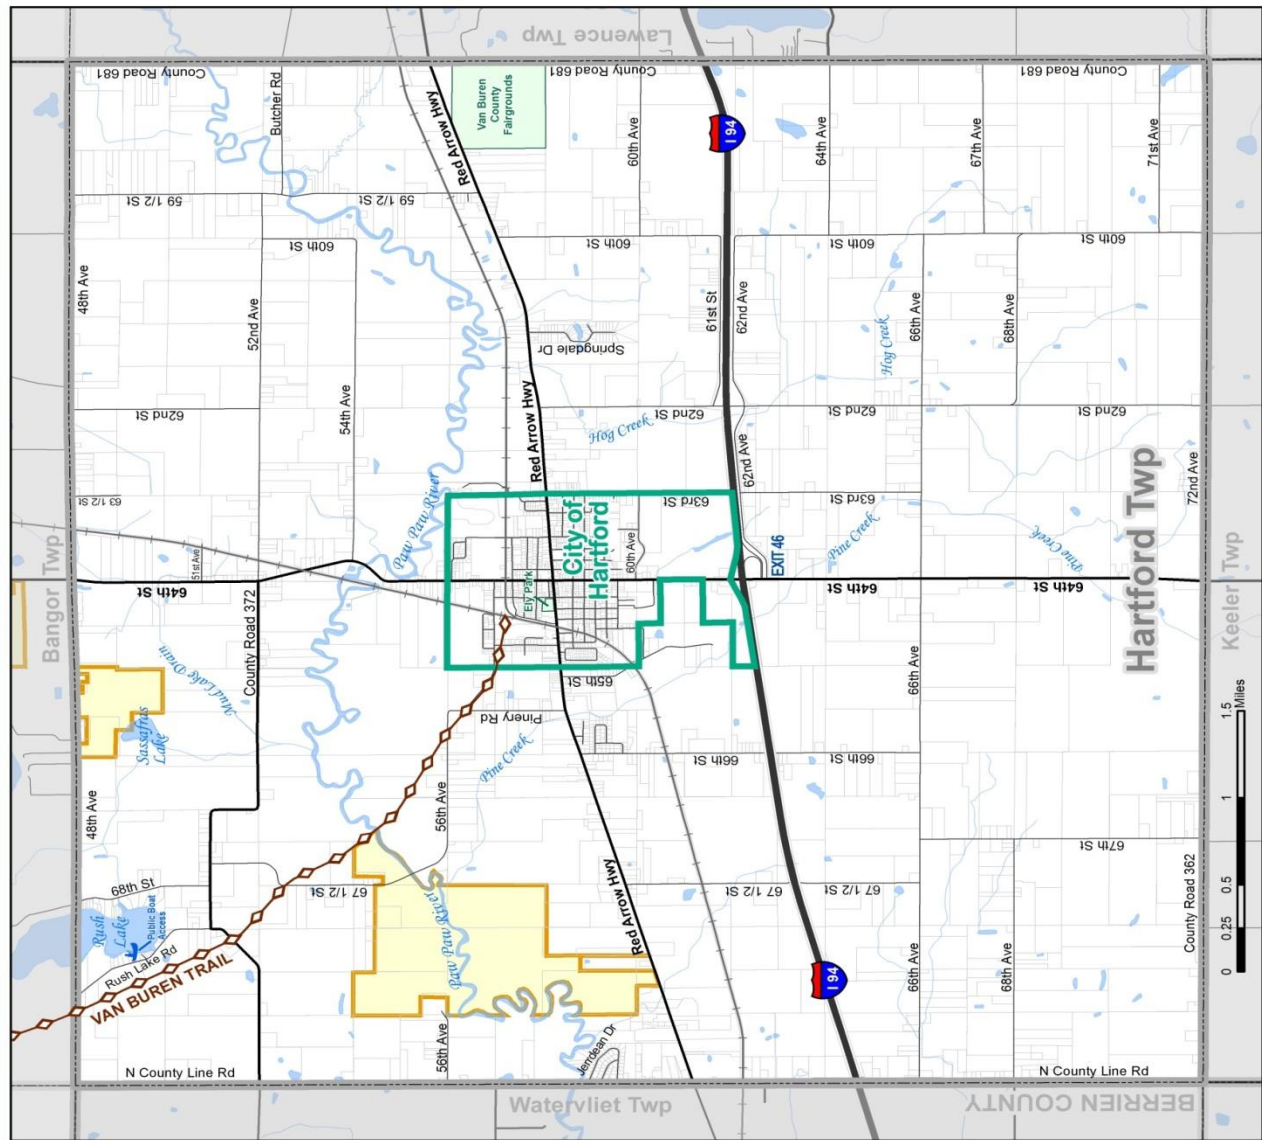 Bangor Twp
VAN BUREN TRAIL
N County Line Rd
Rush Lake Rd
Rush
Lake
Public Boat
Access
68th St
48th Ave
Sassafras
Lake
Mud Lake Drain
64th St
51st Ave
63 1/2 St
62nd St
48th Ave
59 1/2 St
County Road 681
County Road 372
52nd Ave
60th St
Butcher Rd
67 1/2 St
54th Ave
59 1/2 St
Paw Paw River
56th Ave
Paw Paw River
56th Ave
Pine Creek
Pinery Rd
Red Arrow Hwy
Van Buren
County
Fairgrounds
Ely Park
Red Arrow Hwy
Springdale Dr
County Road 681
60th St
City of
Hartford
65th St
Jendean Dr
Red Arrow Hwy
60th Ave
Hog Creek
60th Ave
66th St
63rd St
62nd St
61st St
I 94
67 1/2 St
62nd Ave
62nd Ave
EXIT 46
I 94
67 1/2 St
66th St
64th St
63rd St
Pine Creek
62nd St
Hog Creek
60th St
64th Ave
66th Ave
66th Ave
66th Ave
67th Ave
68th Ave
68th Ave
64th St
Pine Creek
County Road 681
N County Line Rd
67th St
62nd St
60th St
71st Ave
Hartford Twp
County Road 362
72nd Ave
Watervliet Twp
BERRIEN COUNTY
Lawence Twp
Keeler Twp
0 0.25 0.5 1 1.5
Miles